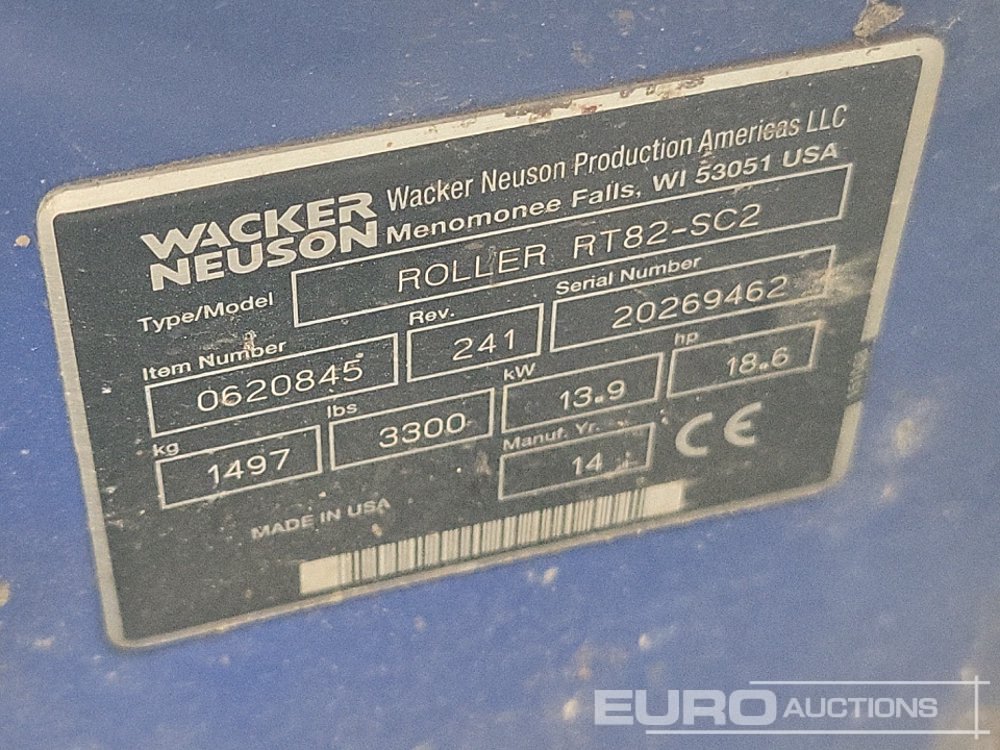 WACKER
NEUSON
Wacker Neuson Production Americas LLC
Menomonee Falls, WI 53051 USA
Type/Model
ROLLER RT82-SC2
Item Number
Rev.
Serial Number
0620845
241
20269462
kg
lbs
kW
hp
1497
3300
13.9
18.6
Manuf. Yr.
14
CE
MADE IN USA
EURO AUCTIONS